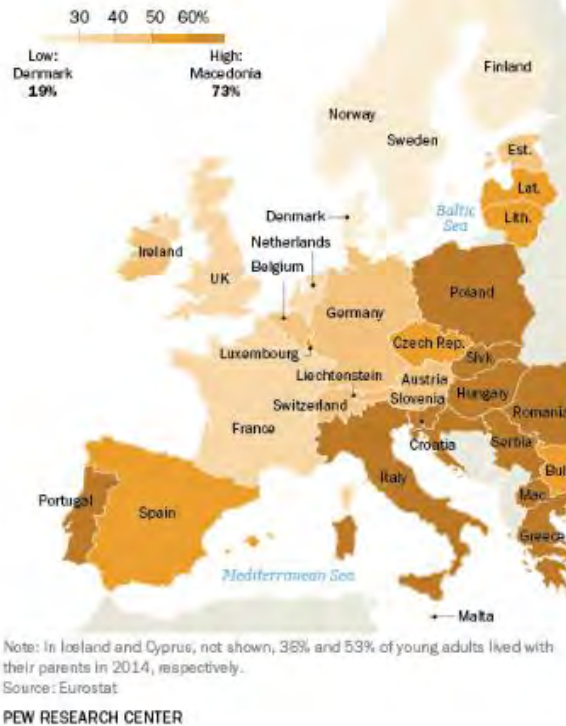 30 40 50 60%
Low: High:
Denmark Macedonia
19% 73%
Finland
Norway
Sweden
Est.
Lat.
Baltic
Sea
Lith.
Denmark
Netherlands
Ireland
Belgium
UK
Poland
Germany
Czech Rep.
Luxembourg
Slvk.
Liechtenstein
Austria
Hungary
Slovenia
Switzerland
Romania
France
Croatia
Serbia
Bul
Italy
Mac.
Portugal
Spain
Greece
Mediterranean Sea
Malta
Note: In Iceland and Cyprus, not shown, 36% and 53% of young adults lived with
their parents in 2014, respectively.
Source: Eurostat
PEW RESEARCH CENTER